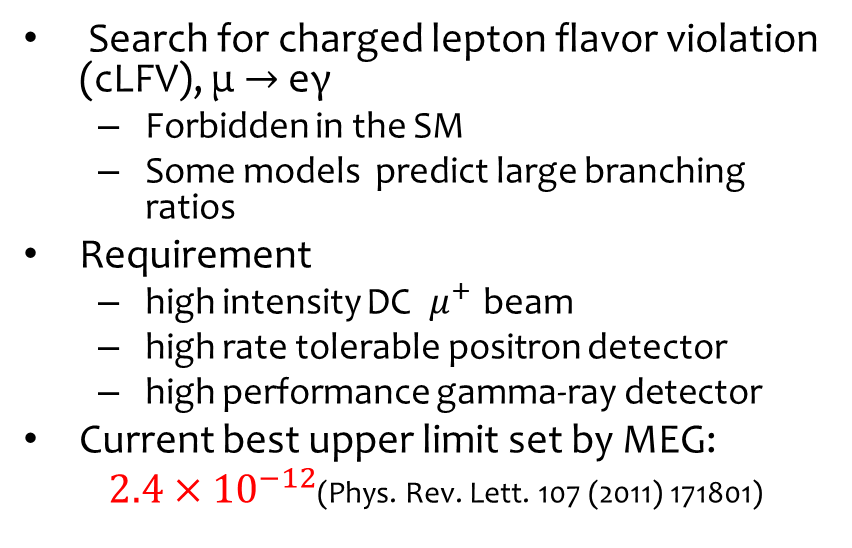 • Search for charged lepton flavor violation
(cLFV), μ → eγ
– Forbidden in the SM
– Some models predict large branching
ratios
• Requirement
– high intensity DC 𝜇⁺ beam
– high rate tolerable positron detector
– high performance gamma-ray detector
• Current best upper limit set by MEG:
2.4 × 10⁻¹² (Phys. Rev. Lett. 107 (2011) 171801)